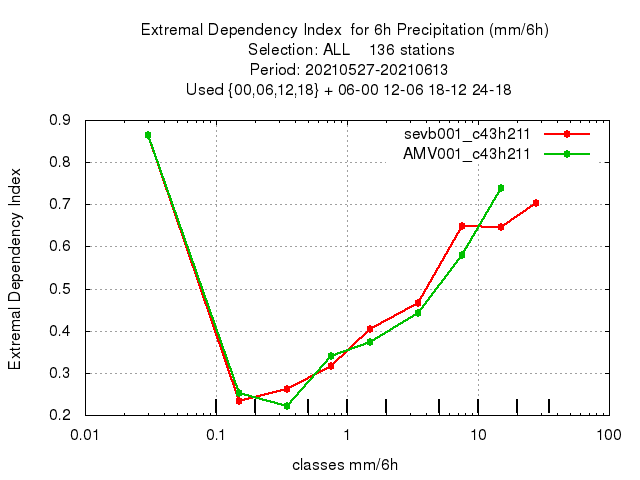 Extremal Dependency Index  for 6h Precipitation (mm/6h)
Selection: ALL    136 stations
Period: 20210527-20210613
Used {00,06,12,18} + 06-00 12-06 18-12 24-18
sevb001_c43h211
AMV001_c43h211
0.9
0.8
0.7
0.6
0.5
0.4
0.3
0.2
Extremal Dependency Index
0.01 0.1 1 10 100
classes mm/6h